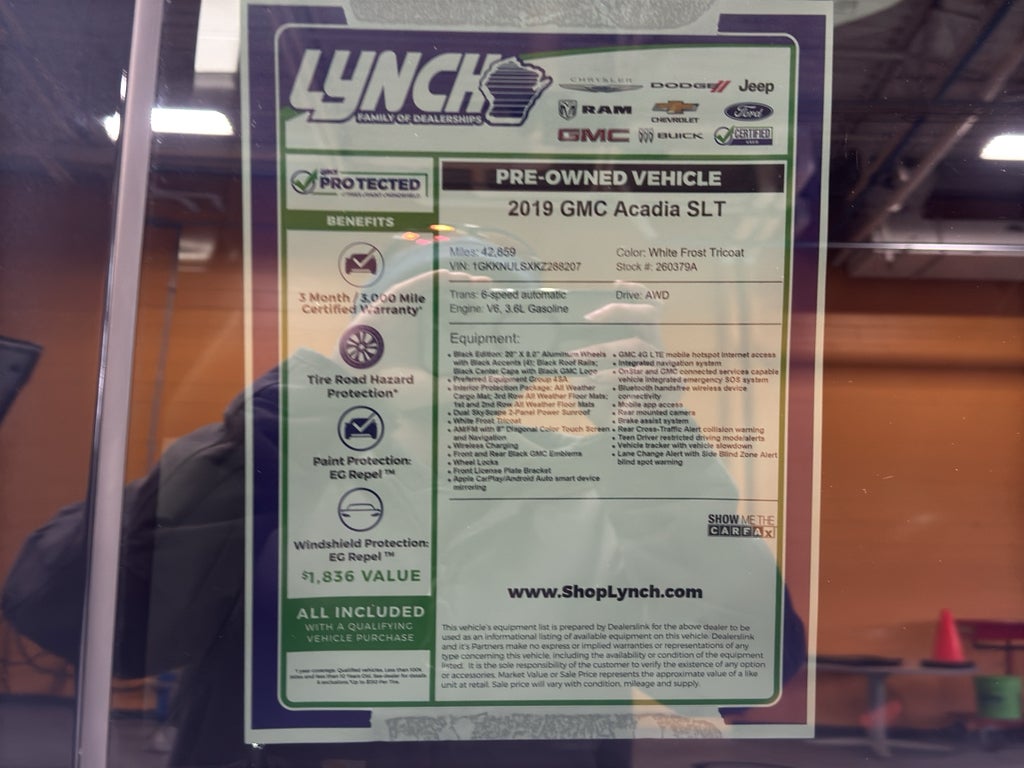 LYNCH
FAMILY OF DEALERSHIPS
CHRYSLER DODGE Jeep
RAM CHEVROLET Ford
GMC BUICK CERTIFIED
PROTECTED
BENEFITS
3 Month / 3,000 Mile
Certified Warranty*
Tire Road Hazard
Protection*
Paint Protection:
EG Repel™
Windshield Protection:
EG Repel™
$1,836 VALUE
ALL INCLUDED
WITH A QUALIFYING
VEHICLE PURCHASE
PRE-OWNED VEHICLE
2019 GMC Acadia SLT
Miles: 42,859
VIN: 1GKKNULSXKZ288207
Color: White Frost Tricoat
Stock #: 260379A
Trans: 6-speed automatic
Engine: V6, 3.6L Gasoline
Drive: AWD
Equipment:
• Black Edition: 20" X 8.0" Aluminum Wheels
with Black Accents (4); Black Roof Rails;
Black Center Caps with Black GMC Logo
• Preferred Equipment Group 4SA
• Interior Protection Package: All Weather
Cargo Mat; 3rd Row All Weather Floor Mats;
1st and 2nd Row All Weather Floor Mats
• Dual SkyScape 2-Panel Power Sunroof
• White Frost Tricoat
• AM/FM with 8" Diagonal Color Touch Screen
and Navigation
• Wireless Charging
• Front and Rear Black GMC Emblems
• Wheel Locks
• Front License Plate Bracket
• Apple CarPlay/Android Auto smart device
mirroring
• GMC 4G LTE mobile hotspot internet access
• Integrated navigation system
• OnStar and GMC connected services capable
vehicle integrated emergency SOS system
• Bluetooth handsfree wireless device
connectivity
• Mobile app access
• Rear mounted camera
• Brake assist system
• Rear Cross-Traffic Alert collision warning
• Teen Driver restricted driving mode/alerts
• Vehicle tracker with vehicle slowdown
• Lane Change Alert with Side Blind Zone Alert
blind spot warning
SHOW ME THE
CARFAX
www.ShopLynch.com
This vehicle's equipment list is prepared by Dealerslink for the above dealer to be
used as an informational listing of available equipment on this vehicle. Dealerslink
and it's Partners make no express or implied warranties or representations of any
type concerning this vehicle, including the availability or condition of the equipment
listed. It is the sole responsibility of the customer to verify the existence of any option
or accessories. Market Value or Sale Price represents the approximate value of a like
unit at retail. Sale price will vary with condition, mileage and supply.